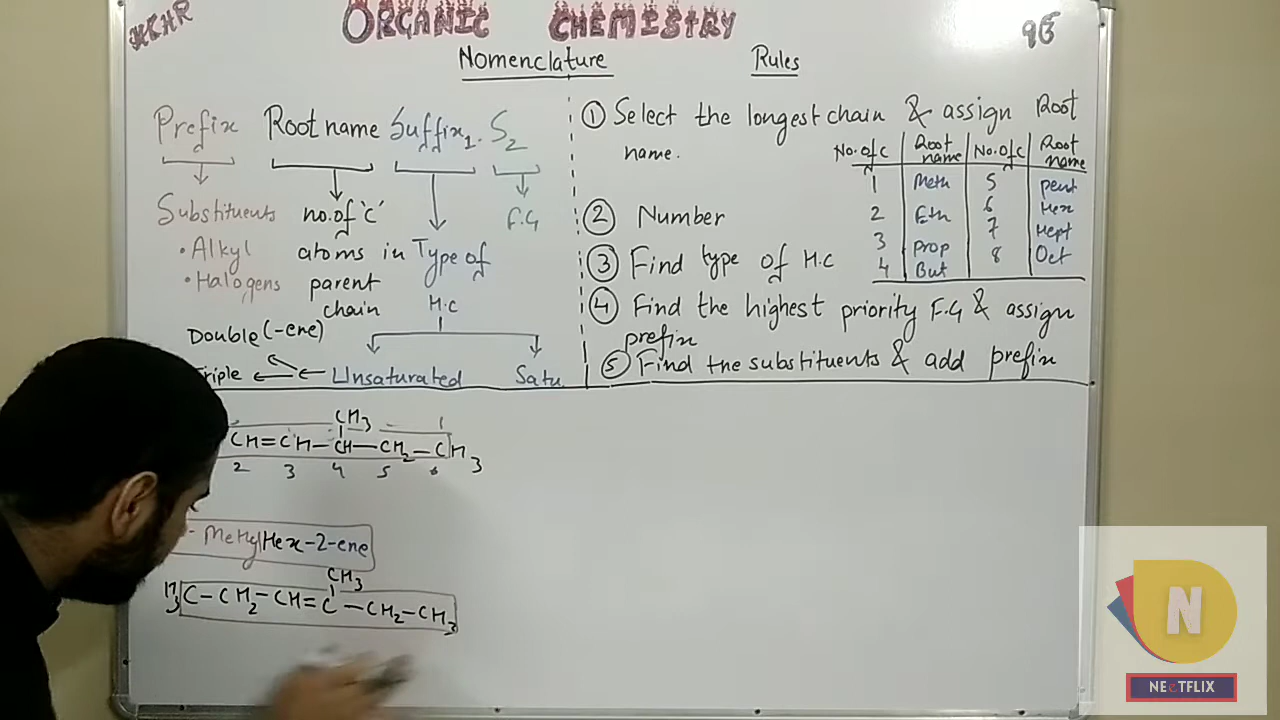 ORGANIC CHEMISTRY
Nomenclature
Prefix Root name Suffix1. S2
Substituents
• Alkyl
• Halogens
no.of 'C'
atoms in
parent
chain
Type of
H.C
F.G
Double (-ene)
riple
Unsaturated
Satu
Rules
① Select the longest chain & assign Root
name.
No. of C Root name No. of C Root name
1 Meth 5 pent
2 Eth 6 Hex
3 Prop 7 Hept
4 But 8 Oct
② Number
③ Find type of H.C
④ Find the highest priority F.G & assign
prefix
⑤ Find the substituents & add prefix
CH3 1
CH=CH-CH-CH2-CH3
2 3 4 5 6
- Methyl Hex-2-ene
CH3
H3C-CH2-CH=C-CH2-CH3
N
NEeTFLIX